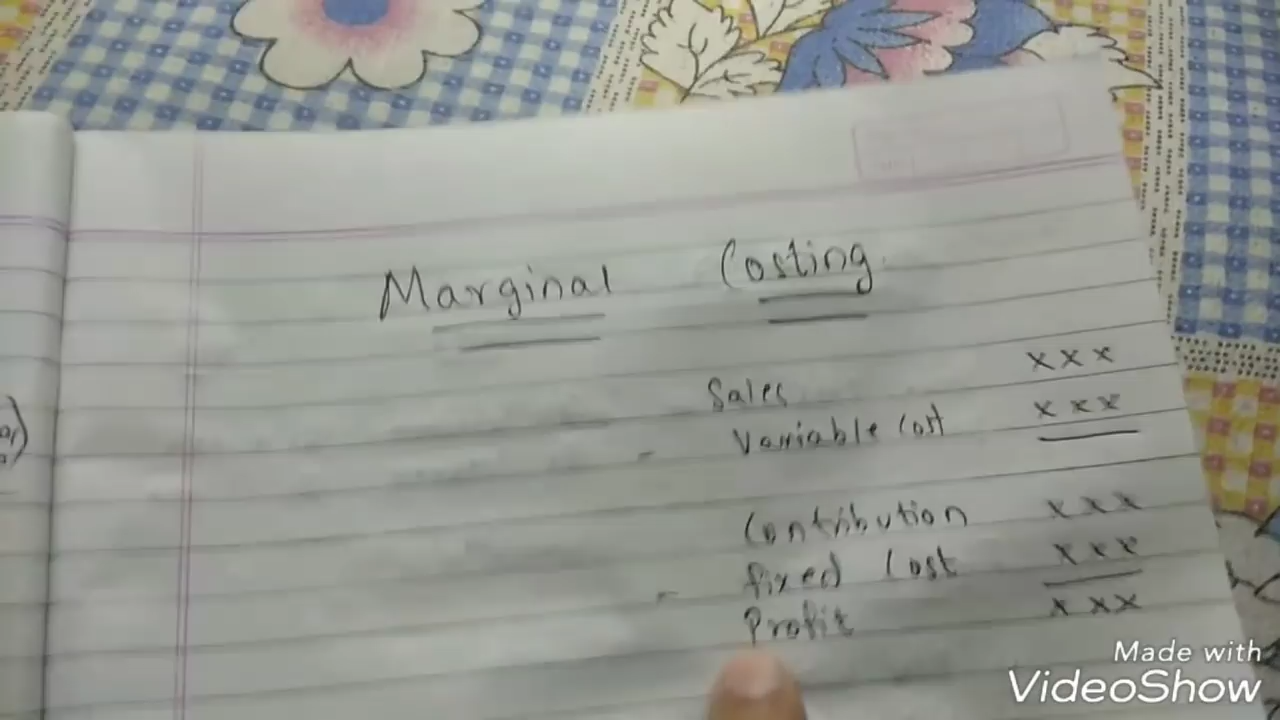 Marginal Costing
Sales xxx
- Variable Cost xxx
Contribution xxx
- fixed Cost xxx
Profit xxx
Made with
VideoShow